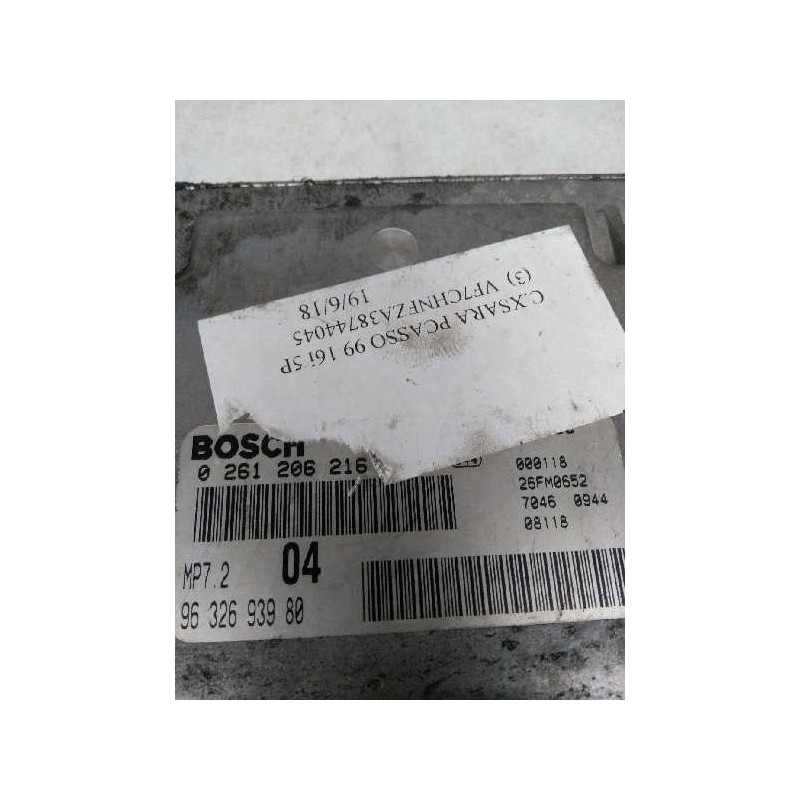 C.XSARA PCASSO 99 16i 5P
(3) VF7CHNFZA38744045
19/6/18
BOSCH
0 261 206 216
000118
26FM0652
7046 0944
08118
MP7.2 04
96 326 939 80